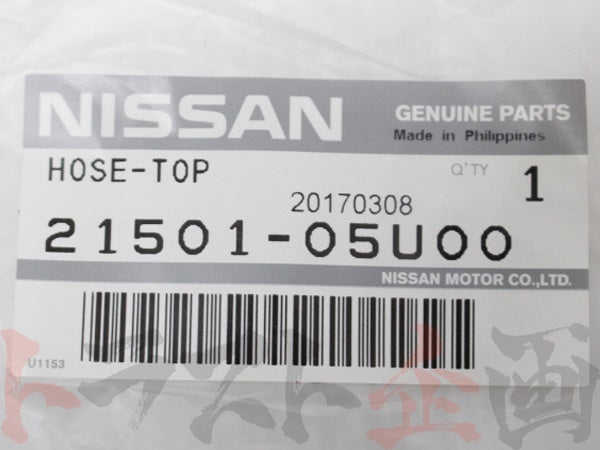 NISSAN
GENUINE PARTS
Made in Philippines
HOSE-TOP
Q'TY 1
20170308
21501-05U00
NISSAN MOTOR CO.,LTD.
U1153
トラスト企画